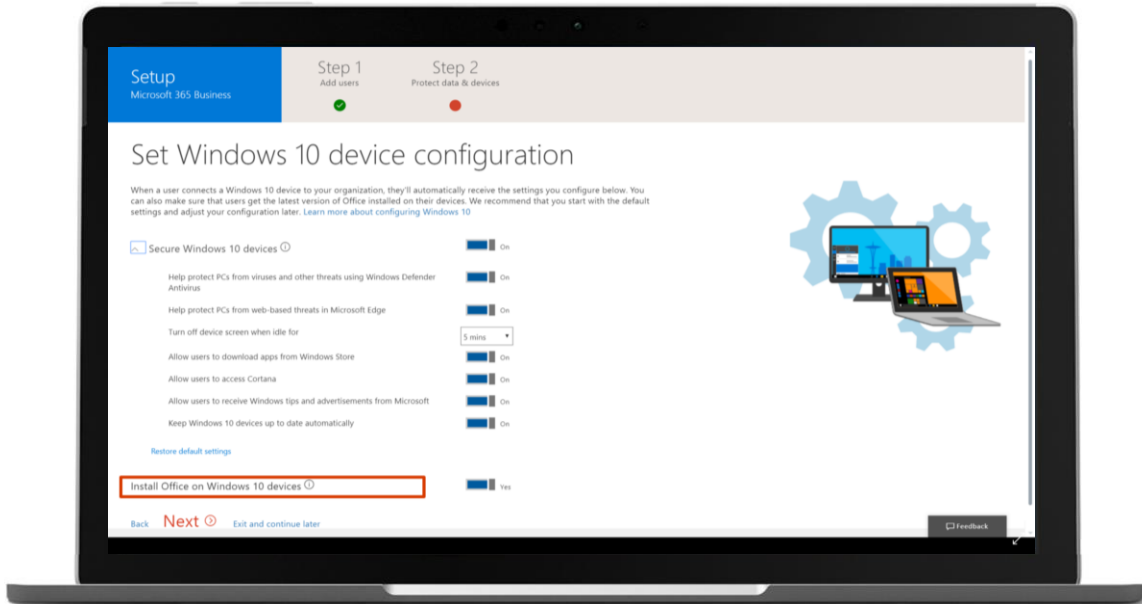 Setup
Microsoft 365 Business
Step 1
Add users
Step 2
Protect data & devices
Set Windows 10 device configuration
When a user connects a Windows 10 device to your organization, they'll automatically receive the settings you configure below. You
can also make sure that users get the latest version of Office installed on their devices. We recommend that you start with the default
settings and adjust your configuration later. Learn more about configuring Windows 10
Secure Windows 10 devices
On
Help protect PCs from viruses and other threats using Windows Defender
Antivirus
On
Help protect PCs from web-based threats in Microsoft Edge
On
Turn off device screen when idle for
5 mins
Allow users to download apps from Windows Store
On
Allow users to access Cortana
On
Allow users to receive Windows tips and advertisements from Microsoft
On
Keep Windows 10 devices up to date automatically
On
Restore default settings
Install Office on Windows 10 devices
Yes
Back
Next
Exit and continue later
Feedback